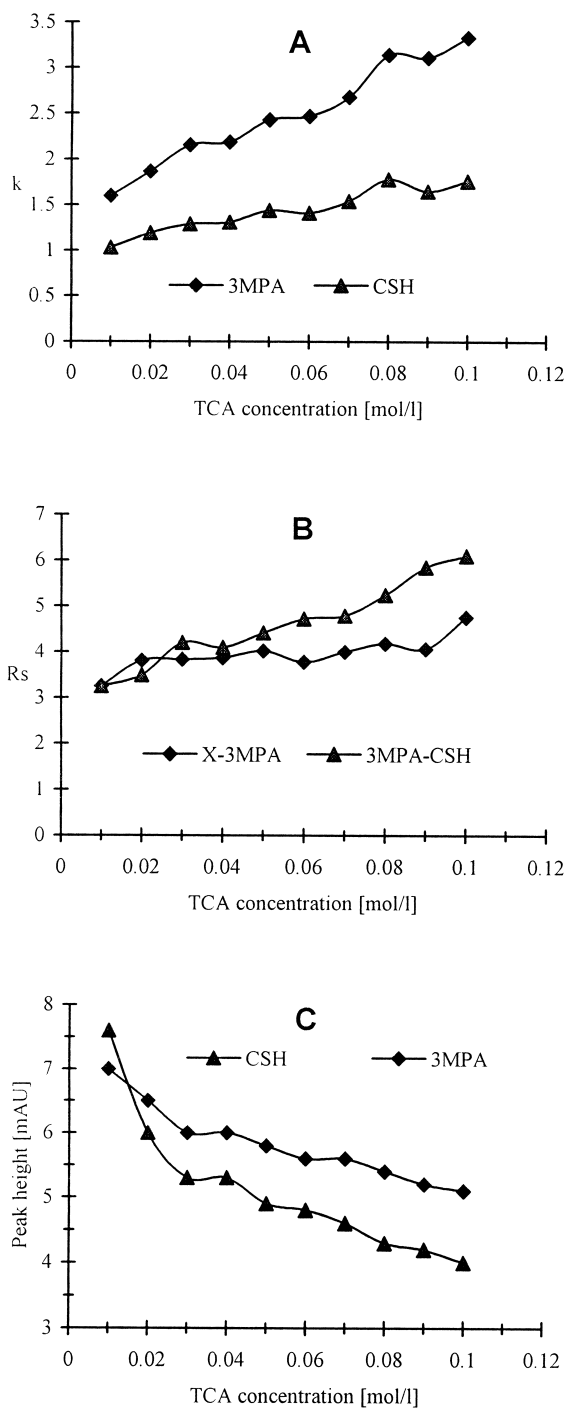 A
3.5
3
2.5
2
1.5
1
0.5
0
k
3MPA CSH
0 0.02 0.04 0.06 0.08 0.1 0.12
TCA concentration [mol/l]
B
7
6
5
4
3
2
1
0
Rs
X-3MPA 3MPA-CSH
0 0.02 0.04 0.06 0.08 0.1 0.12
TCA concentration [mol/l]
C
8
7
6
5
4
3
Peak height [mAU]
CSH 3MPA
0 0.02 0.04 0.06 0.08 0.1 0.12
TCA concentration [mol/l]